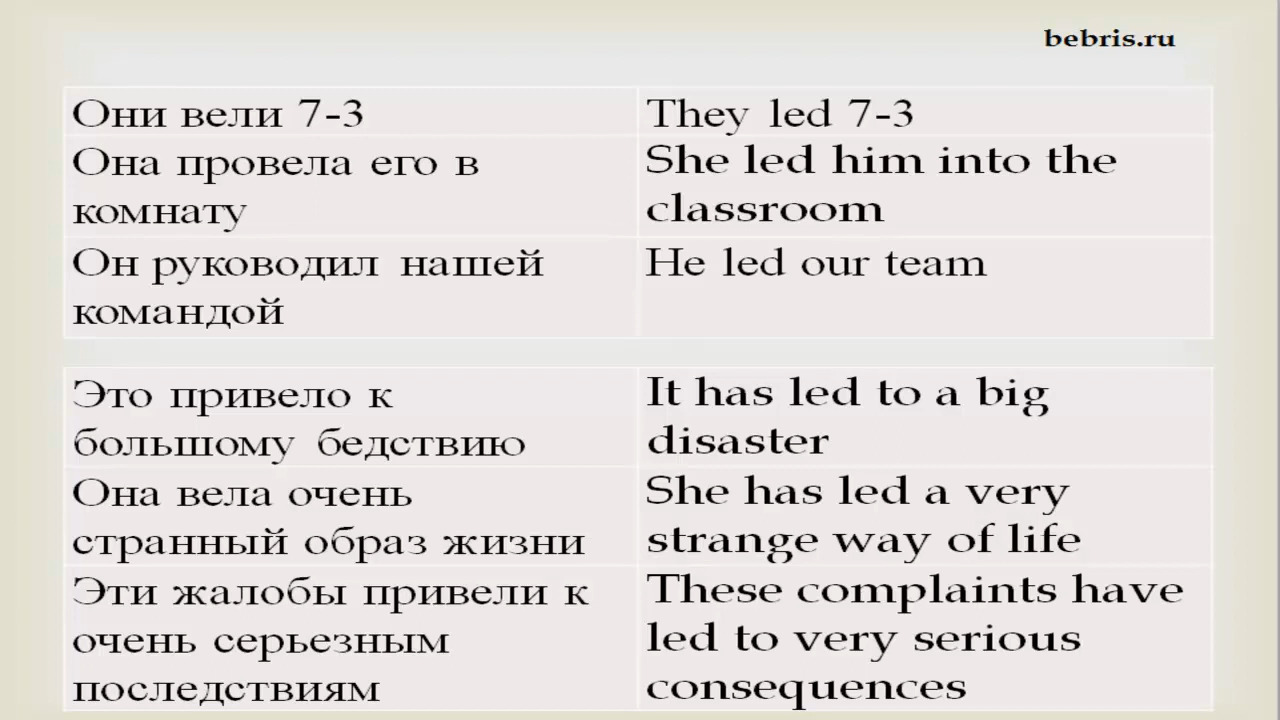 bebris.ru
Они вели 7-3
They led 7-3
Она провела его в
комнату
She led him into the
classroom
Он руководил нашей
командой
He led our team
Это привело к
большому бедствию
It has led to a big
disaster
Она вела очень
странный образ жизни
She has led a very
strange way of life
Эти жалобы привели к
очень серьезным
последствиям
These complaints have
led to very serious
consequences